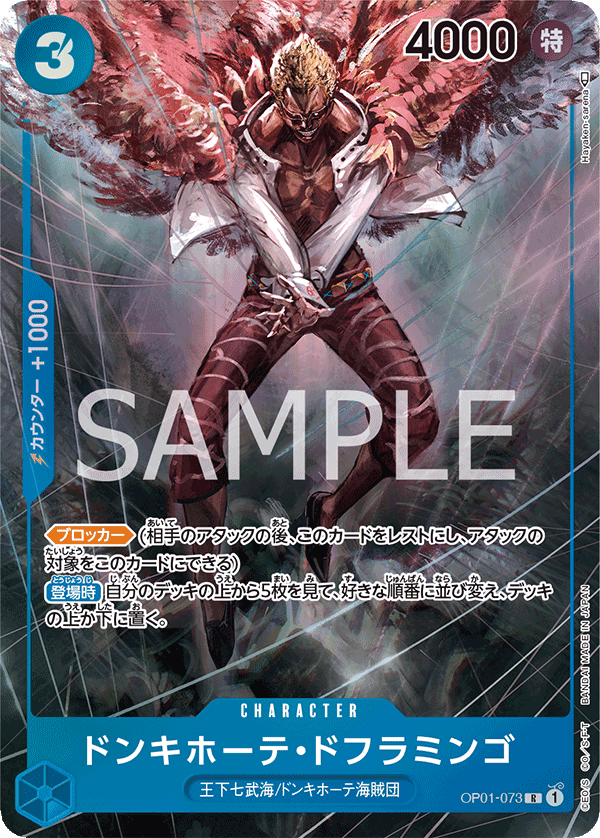 3
4000
特
Hayaken-sarena
カウンター +1000
SAMPLE
ブロッカー (相手のアタックの後、このカードをレストにし、アタックの
対象をこのカードにできる)
登場時 自分のデッキの上から5枚を見て、好きな順番に並び変え、デッキ
の上か下に置く。
CHARACTER
ドンキホーテ・ドフラミンゴ
王下七武海/ドンキホーテ海賊団
OP01-073 R 1
©E.O/S. ©O./S.・F・T BANDAI MADE IN JAPAN